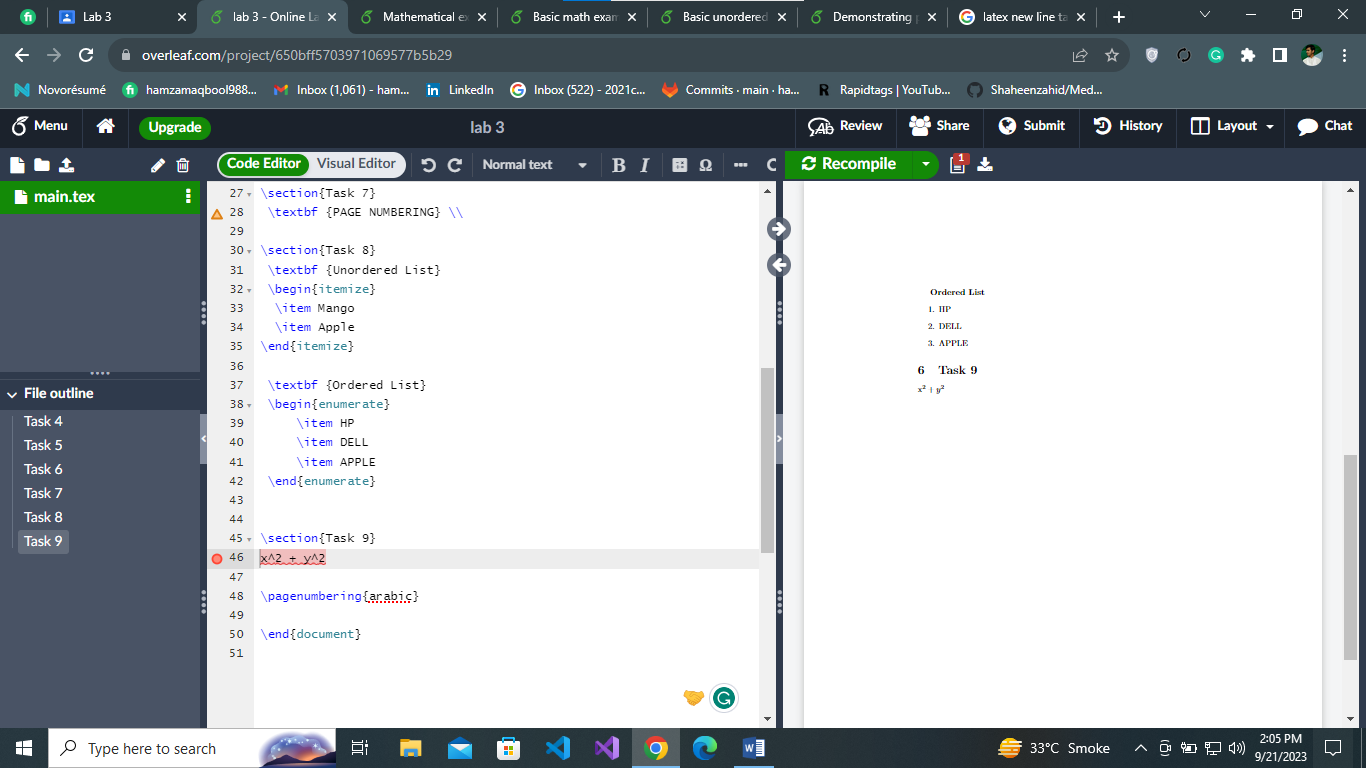 Lab 3
lab 3 - Online La
Mathematical ex
Basic math exam
Basic unordered
Demonstrating p
latex new line ta
overleaf.com/project/650bff5703971069577b5b29
Novorésumé
hamzamaqbool988...
Inbox (1,061) - ham...
LinkedIn
Inbox (522) - 2021c...
Commits · main · ha...
Rapidtags | YouTub...
Shaheenzahid/Med...
Menu
Upgrade
lab 3
Review
Share
Submit
History
Layout
Chat
Code Editor
Visual Editor
Normal text
B I
Ω
Recompile
1
main.tex
File outline
Task 4
Task 5
Task 6
Task 7
Task 8
Task 9
27 \section{Task 7}
28 \textbf {PAGE NUMBERING} \\
29
30 \section{Task 8}
31 \textbf {Unordered List}
32 \begin{itemize}
33 \item Mango
34 \item Apple
35 \end{itemize}
36
37 \textbf {Ordered List}
38 \begin{enumerate}
39 \item HP
40 \item DELL
41 \item APPLE
42 \end{enumerate}
43
44
45 \section{Task 9}
46 x^2 + y^2
47
48 \pagenumbering{arabic}
49
50 \end{document}
51
Ordered List
1. HP
2. DELL
3. APPLE
6 Task 9
x² + y²
Type here to search
33°C Smoke
2:05 PM
9/21/2023